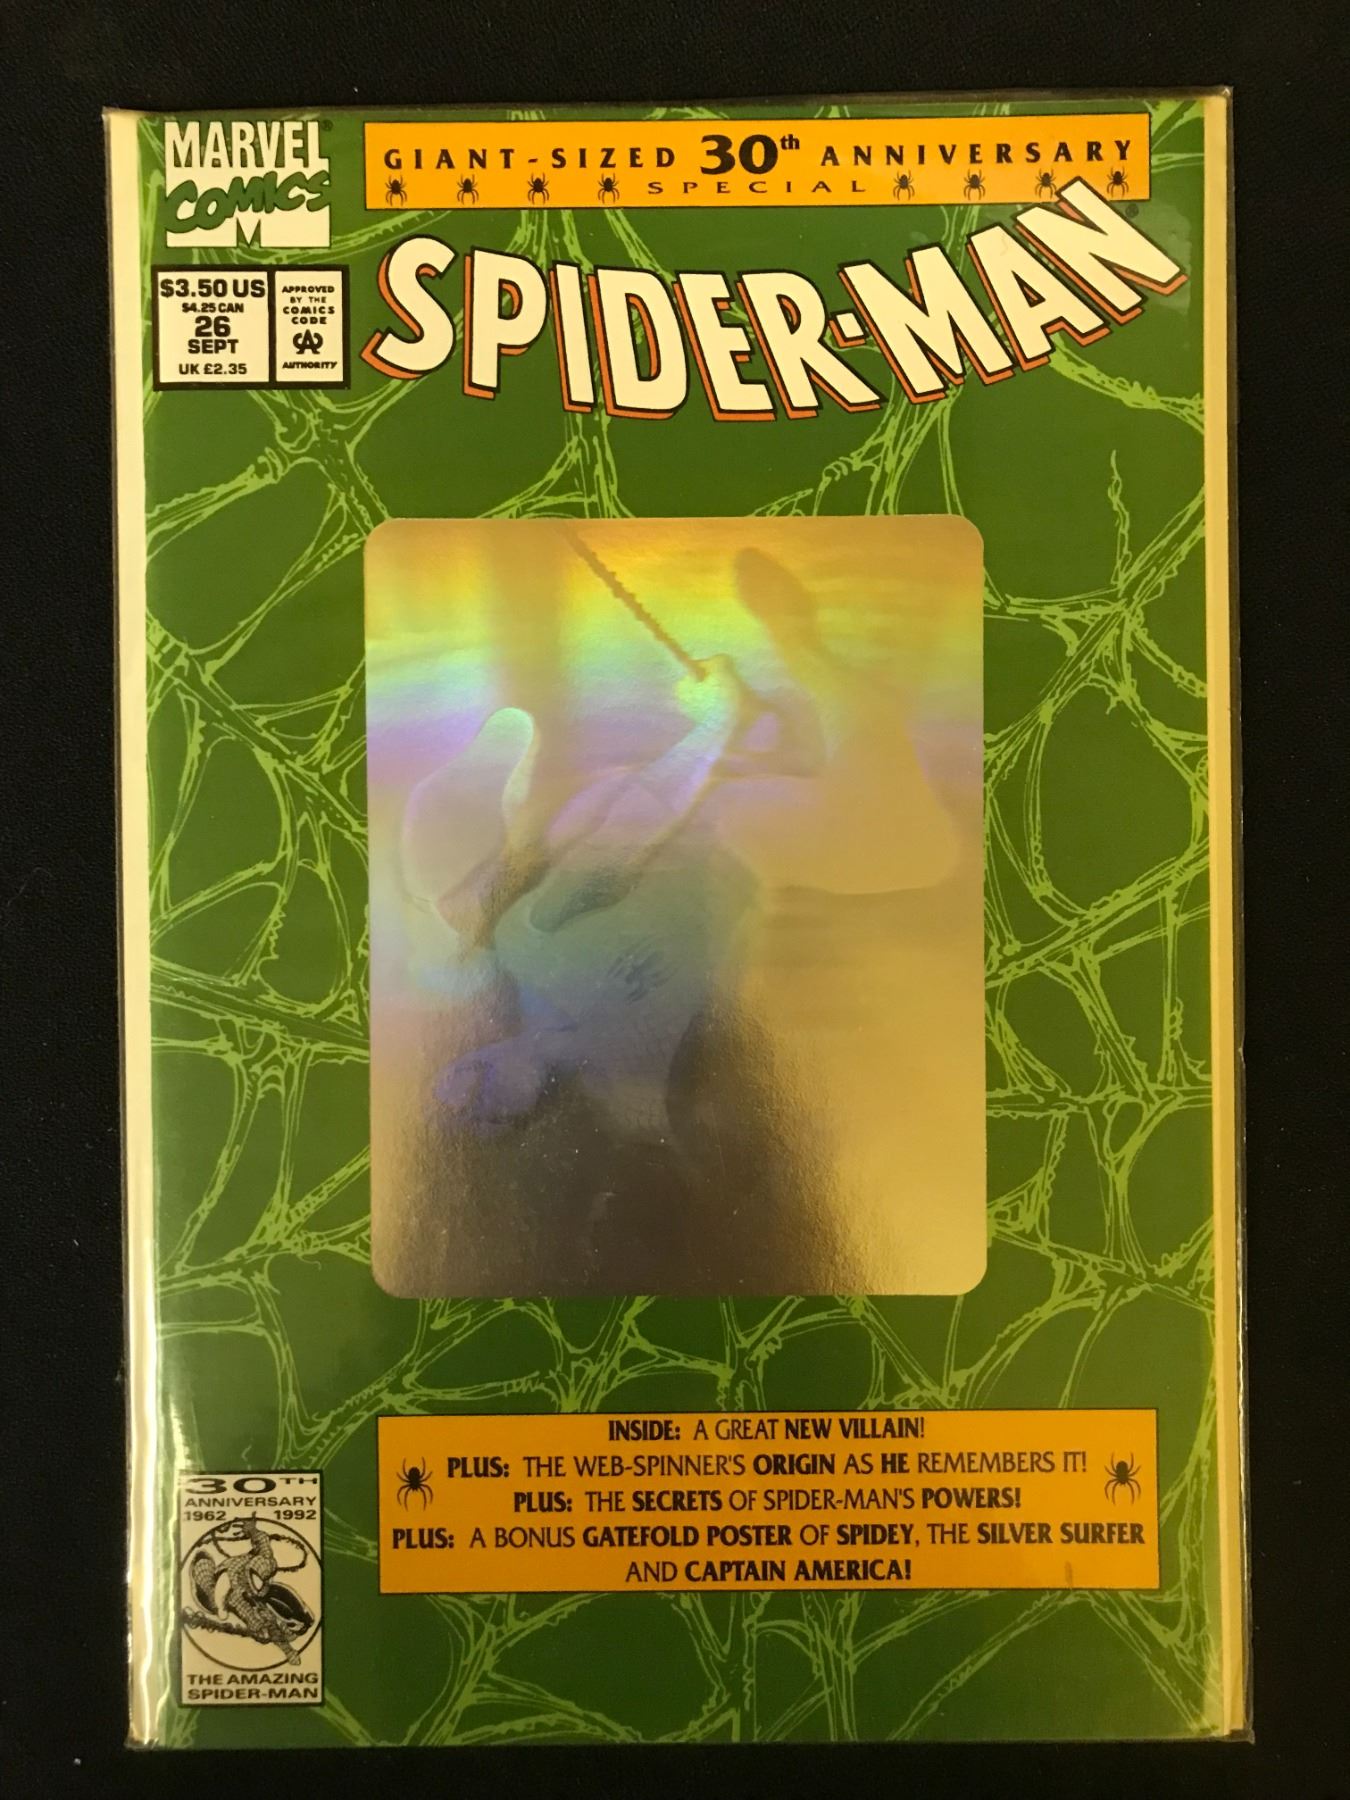 MARVEL®
COMICS
M
GIANT-SIZED 30th ANNIVERSARY
SPECIAL
SPIDER-MAN®
$3.50 US
$4.25 CAN
26
SEPT
UK £2.35
APPROVED
BY THE
COMICS
CODE
CA
AUTHORITY
INSIDE: A GREAT NEW VILLAIN!
PLUS: THE WEB-SPINNER'S ORIGIN AS HE REMEMBERS IT!
PLUS: THE SECRETS OF SPIDER-MAN'S POWERS!
PLUS: A BONUS GATEFOLD POSTER OF SPIDEY, THE SILVER SURFER
AND CAPTAIN AMERICA!
30TH
ANNIVERSARY
1962 1992
THE AMAZING
SPIDER-MAN